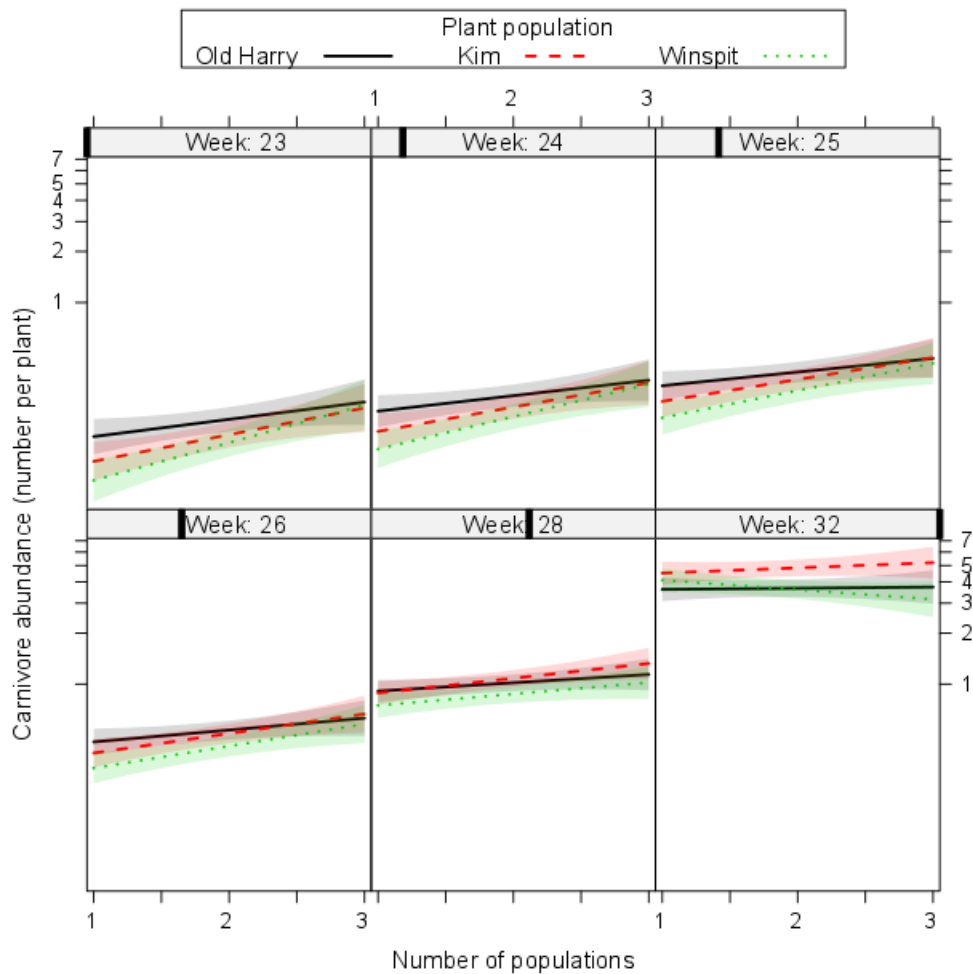 Plant population
Old Harry Kim Winspit
1 2 3
Week: 23 Week: 24 Week: 25
7
5
4
3
2
1
Carnivore abundance (number per plant)
Week: 26 Week: 28 Week: 32
7
5
4
3
2
1
1 2 3 1 2 3
Number of populations